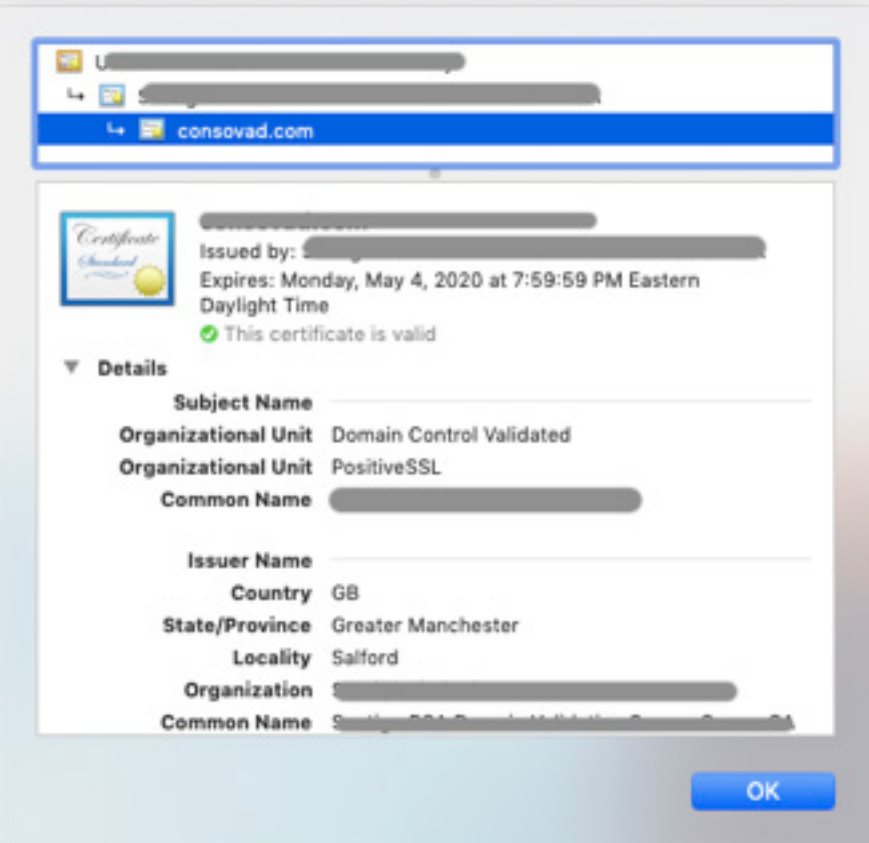 consovad.com
Certificate
Standard
Issued by:
Expires: Monday, May 4, 2020 at 7:59:59 PM Eastern
Daylight Time
This certificate is valid
Details
Subject Name
Organizational Unit Domain Control Validated
Organizational Unit PositiveSSL
Common Name
Issuer Name
Country GB
State/Province Greater Manchester
Locality Salford
Organization
Common Name
OK